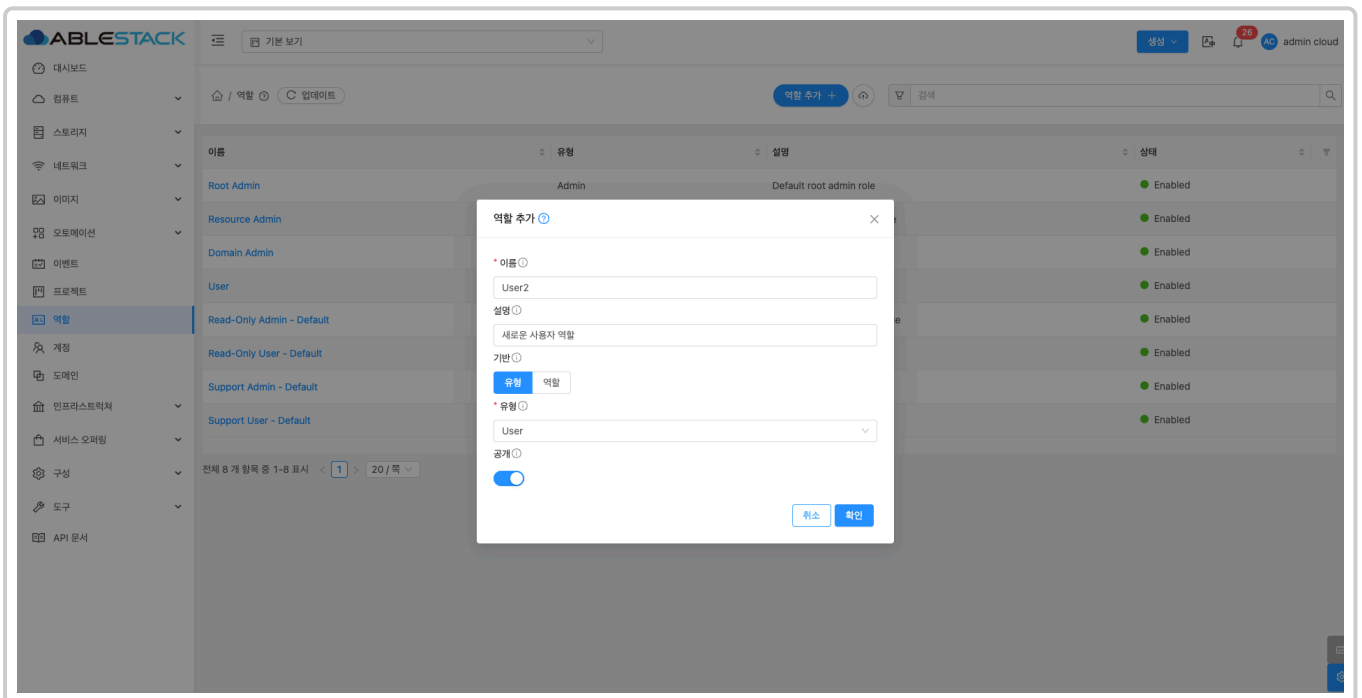 ABLESTACK
기본 보기
생성
26
AC admin cloud
대시보드
컴퓨트
스토리지
네트워크
이미지
오토메이션
이벤트
프로젝트
역할
계정
도메인
인프라스트럭쳐
서비스 오퍼링
구성
도구
API 문서
/ 역할 업데이트
역할 추가 +
검색
이름 유형 설명 상태
Root Admin Admin Default root admin role Enabled
Resource Admin Enabled
Domain Admin Enabled
User Enabled
Read-Only Admin - Default e Enabled
Read-Only User - Default Enabled
Support Admin - Default Enabled
Support User - Default Enabled
전체 8 개 항목 중 1-8 표시 < 1 > 20 / 쪽
역할 추가
* 이름
User2
설명
새로운 사용자 역할
기반
유형 역할
* 유형
User
공개
취소 확인